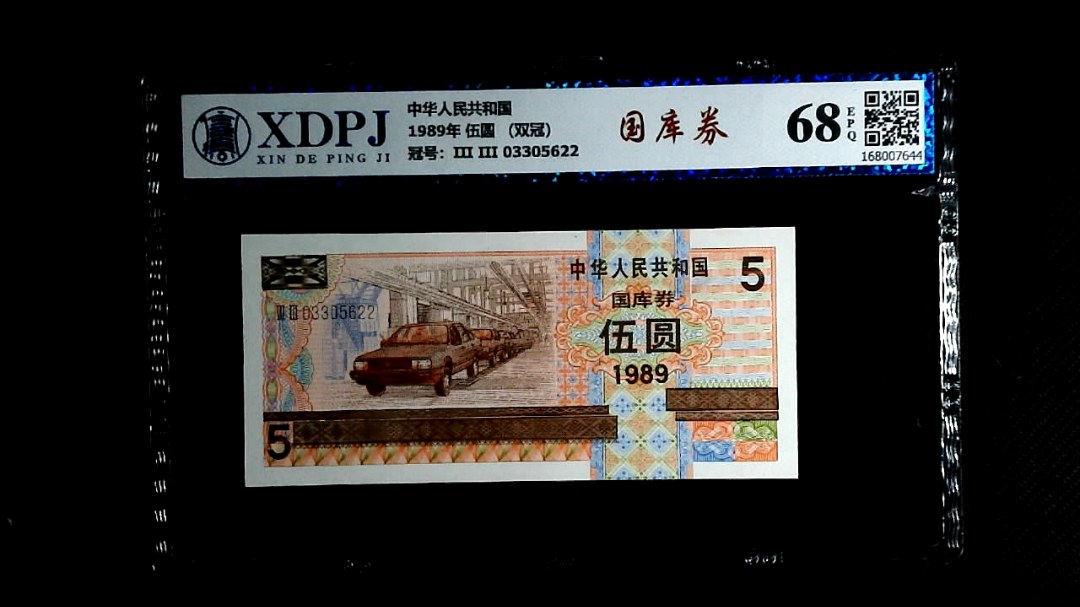 XDPJ
XIN DE PING JI
中华人民共和国
1989年 伍圆 (双冠)
冠号: III III 03305622
国库券
68
EPQ
168007644
中华人民共和国
5
国库券
III III 03305622
伍圆
1989
5